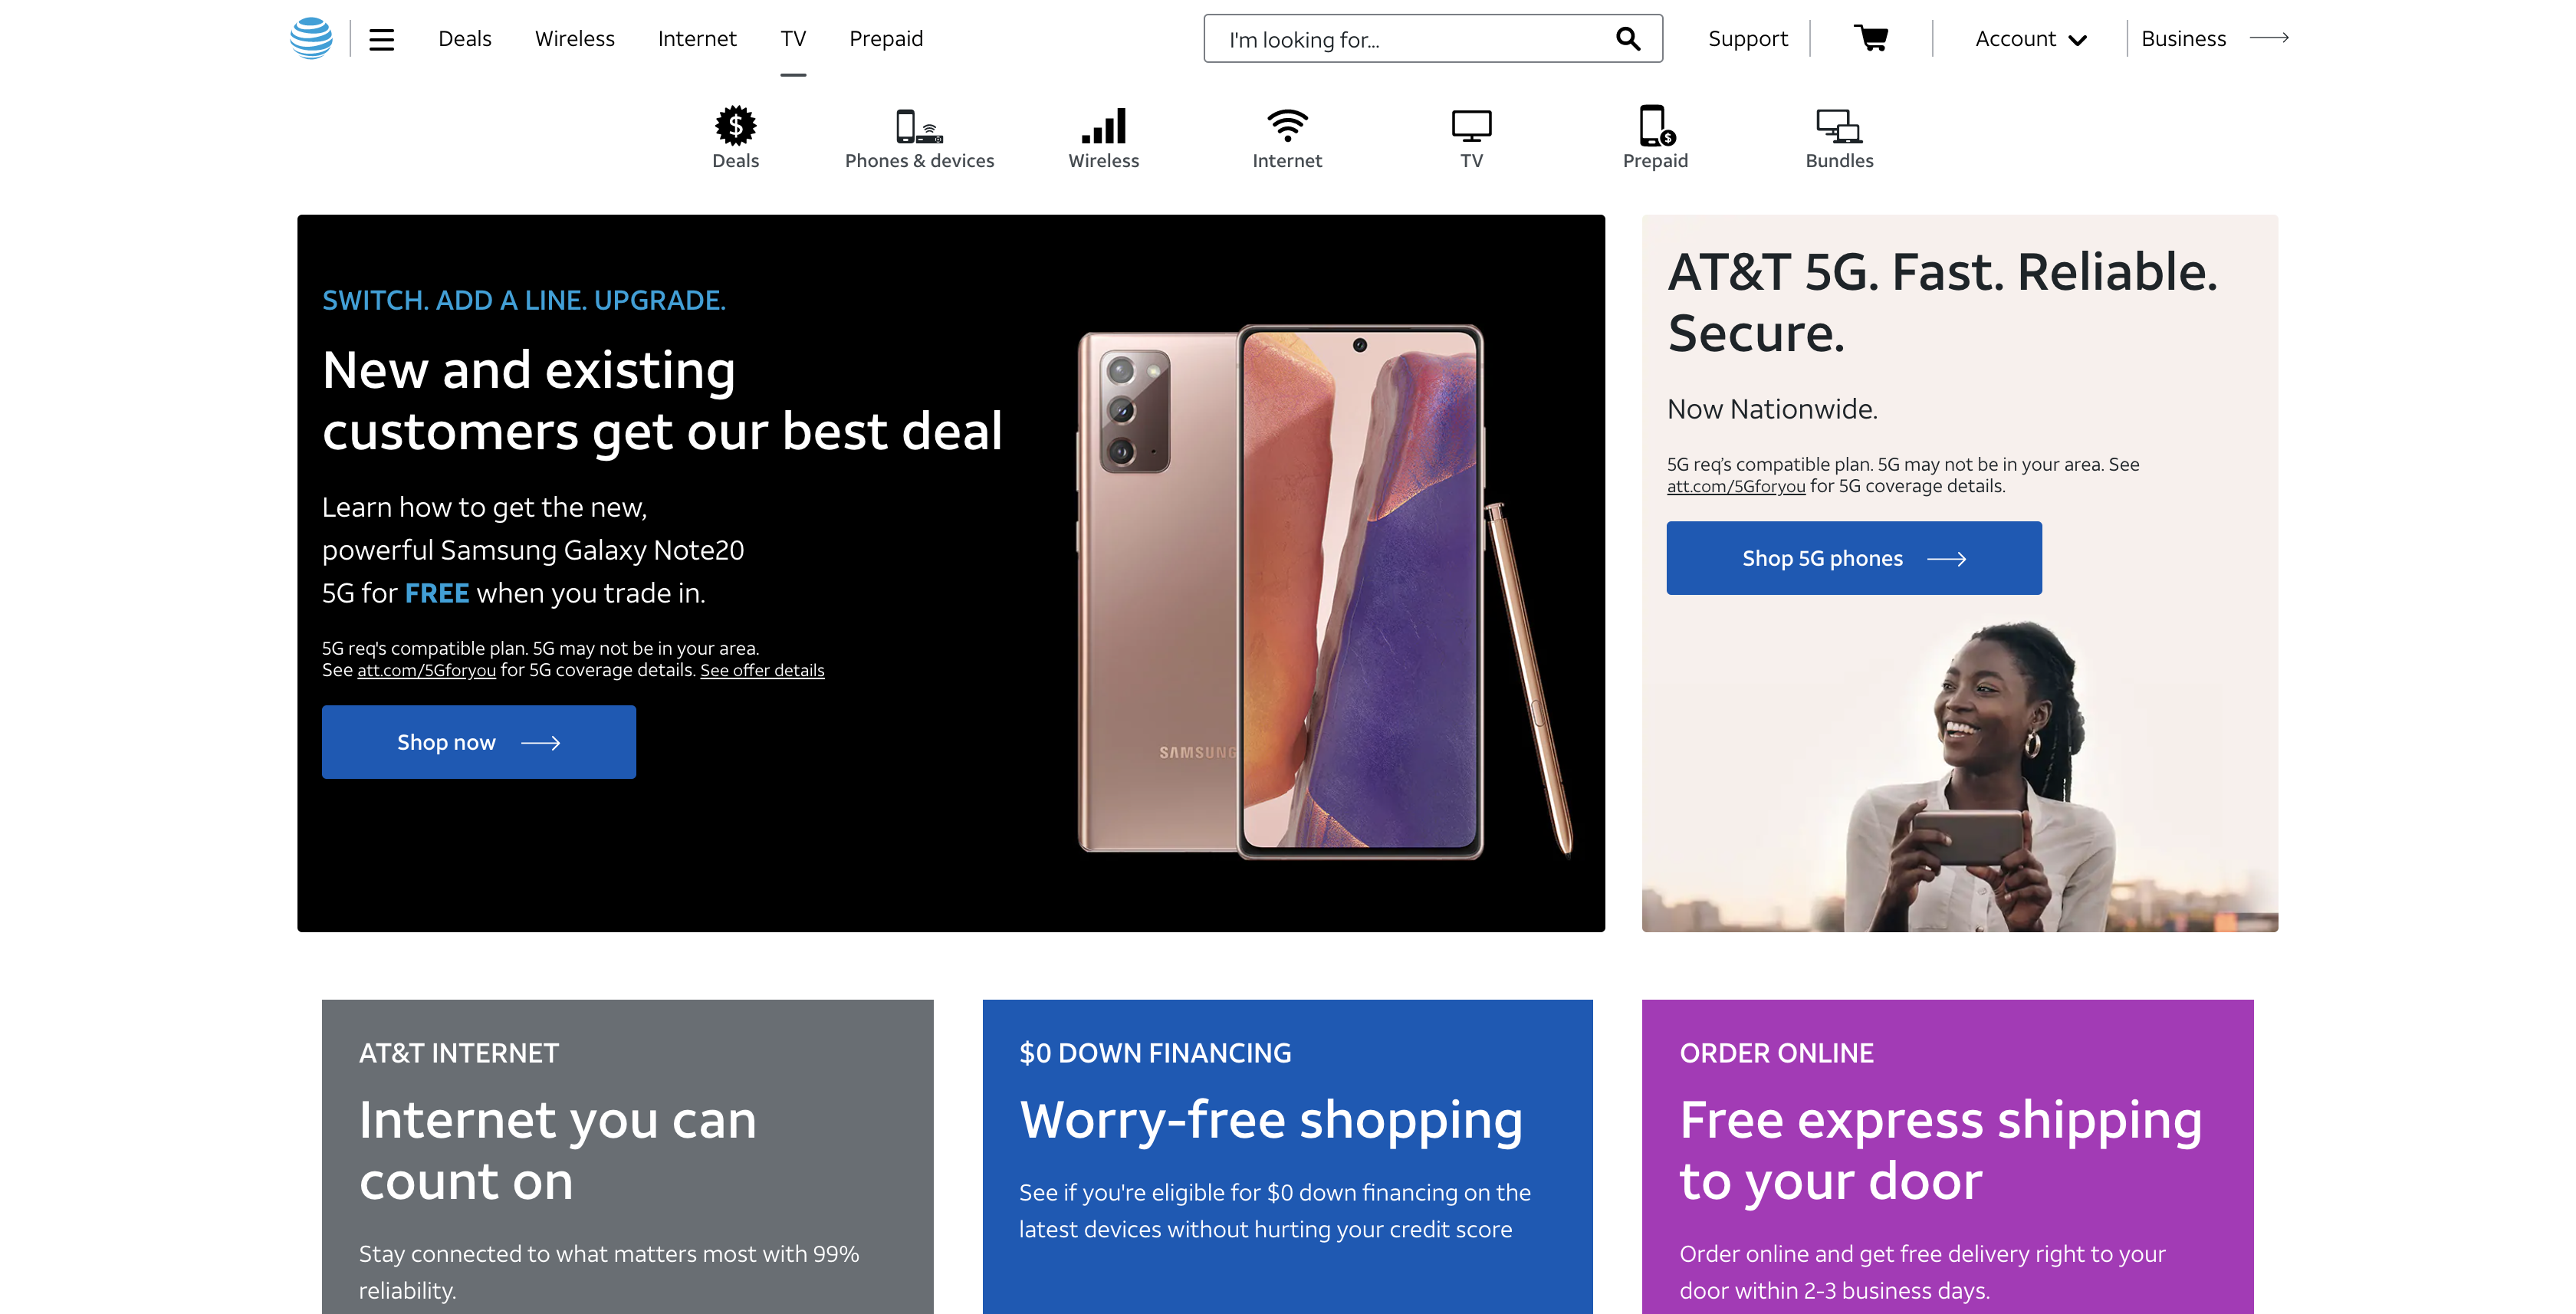 Deals
Wireless
Internet
TV
Prepaid
I'm looking for...
Support
Account
Business
$
Deals
Phones & devices
Wireless
Internet
TV
$
Prepaid
Bundles
SWITCH. ADD A LINE. UPGRADE.
New and existing
customers get our best deal
Learn how to get the new,
powerful Samsung Galaxy Note20
5G for FREE when you trade in.
5G req's compatible plan. 5G may not be in your area.
See att.com/5Gforyou for 5G coverage details. See offer details
Shop now
SAMSUNG
AT&T 5G. Fast. Reliable.
Secure.
Now Nationwide.
5G req’s compatible plan. 5G may not be in your area. See
att.com/5Gforyou for 5G coverage details.
Shop 5G phones
AT&T INTERNET
Internet you can
count on
Stay connected to what matters most with 99%
reliability.
$0 DOWN FINANCING
Worry-free shopping
See if you're eligible for $0 down financing on the
latest devices without hurting your credit score
ORDER ONLINE
Free express shipping
to your door
Order online and get free delivery right to your
door within 2-3 business days.